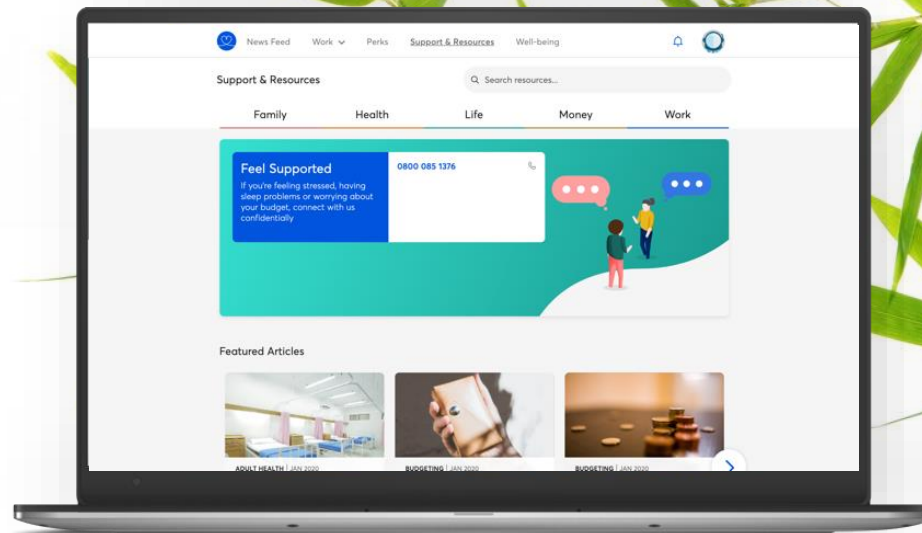 News Feed Work Perks Support & Resources Well-being
Support & Resources
Search resources...
Family Health Life Money Work
Feel Supported
If you're feeling stressed, having
sleep problems or worrying about
your budget, connect with us
confidentially
0800 085 1376
Featured Articles
ADULT HEALTH | JAN 2020
BUDGETING | JAN 2020
BUDGETING | JAN 2020